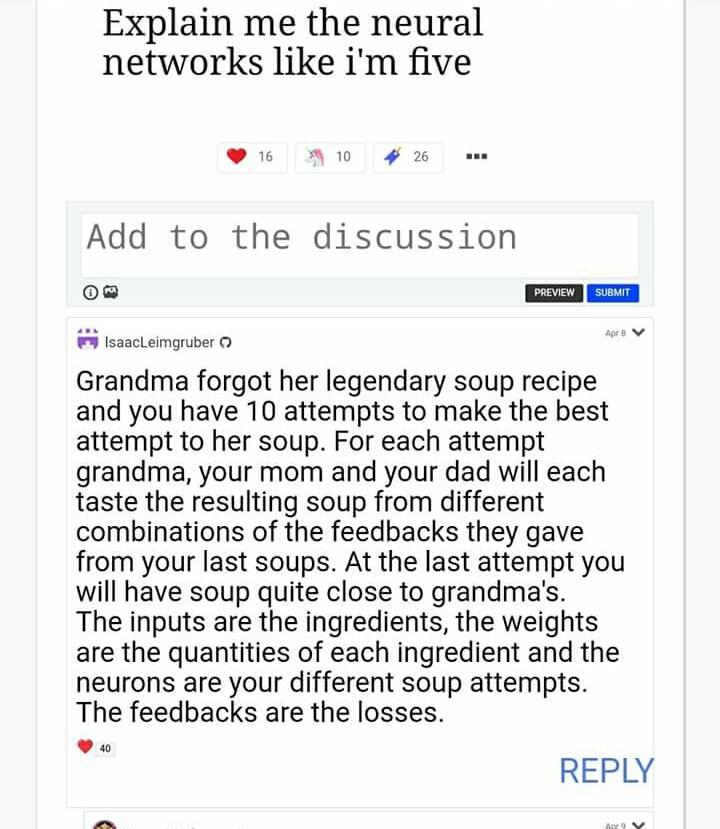 Explain me the neural
networks like i'm five
16 10 26
Add to the discussion
PREVIEW SUBMIT
IsaacLeimgruber Apr 8
Grandma forgot her legendary soup recipe
and you have 10 attempts to make the best
attempt to her soup. For each attempt
grandma, your mom and your dad will each
taste the resulting soup from different
combinations of the feedbacks they gave
from your last soups. At the last attempt you
will have soup quite close to grandma's.
The inputs are the ingredients, the weights
are the quantities of each ingredient and the
neurons are your different soup attempts.
The feedbacks are the losses.
40
REPLY
Apr 9